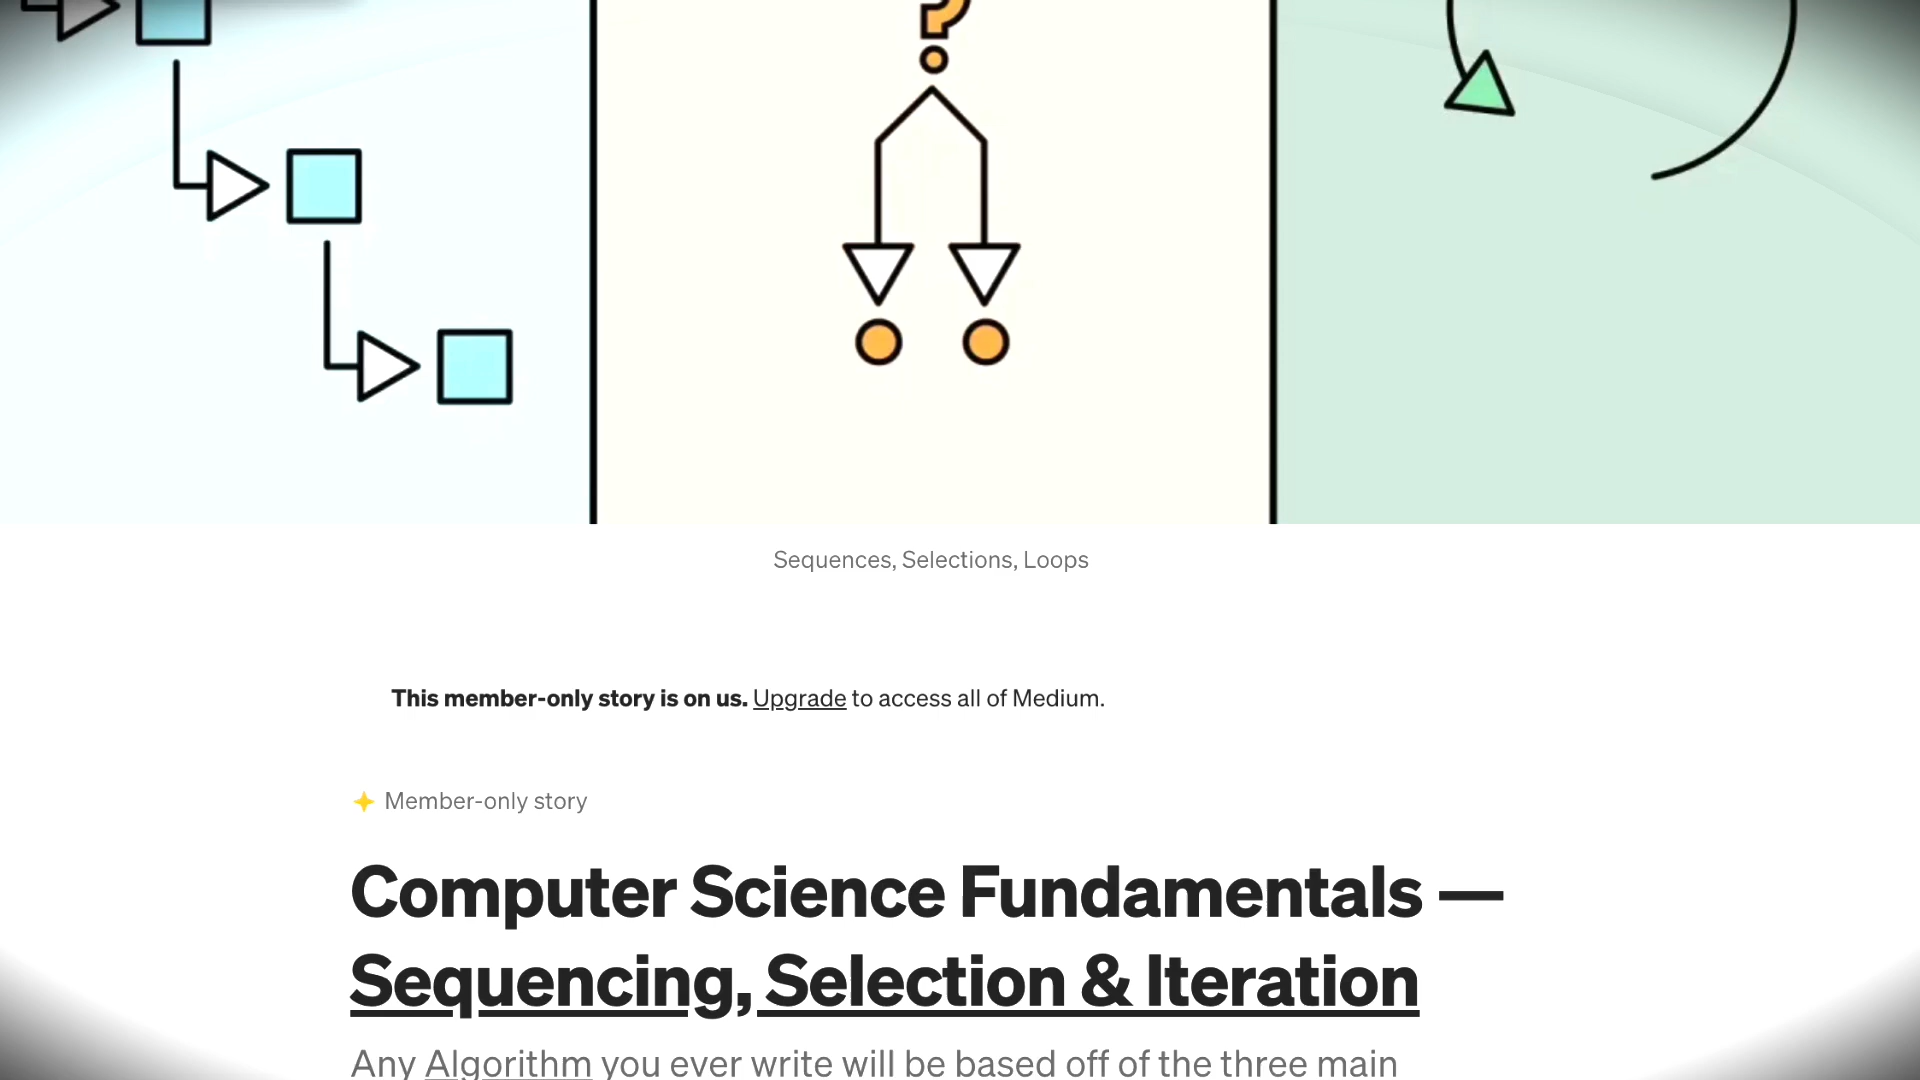 ?
Sequences, Selections, Loops
This member-only story is on us. Upgrade to access all of Medium.
Member-only story
Computer Science Fundamentals —
Sequencing, Selection & Iteration
Any Algorithm you ever write will be based off of the three main